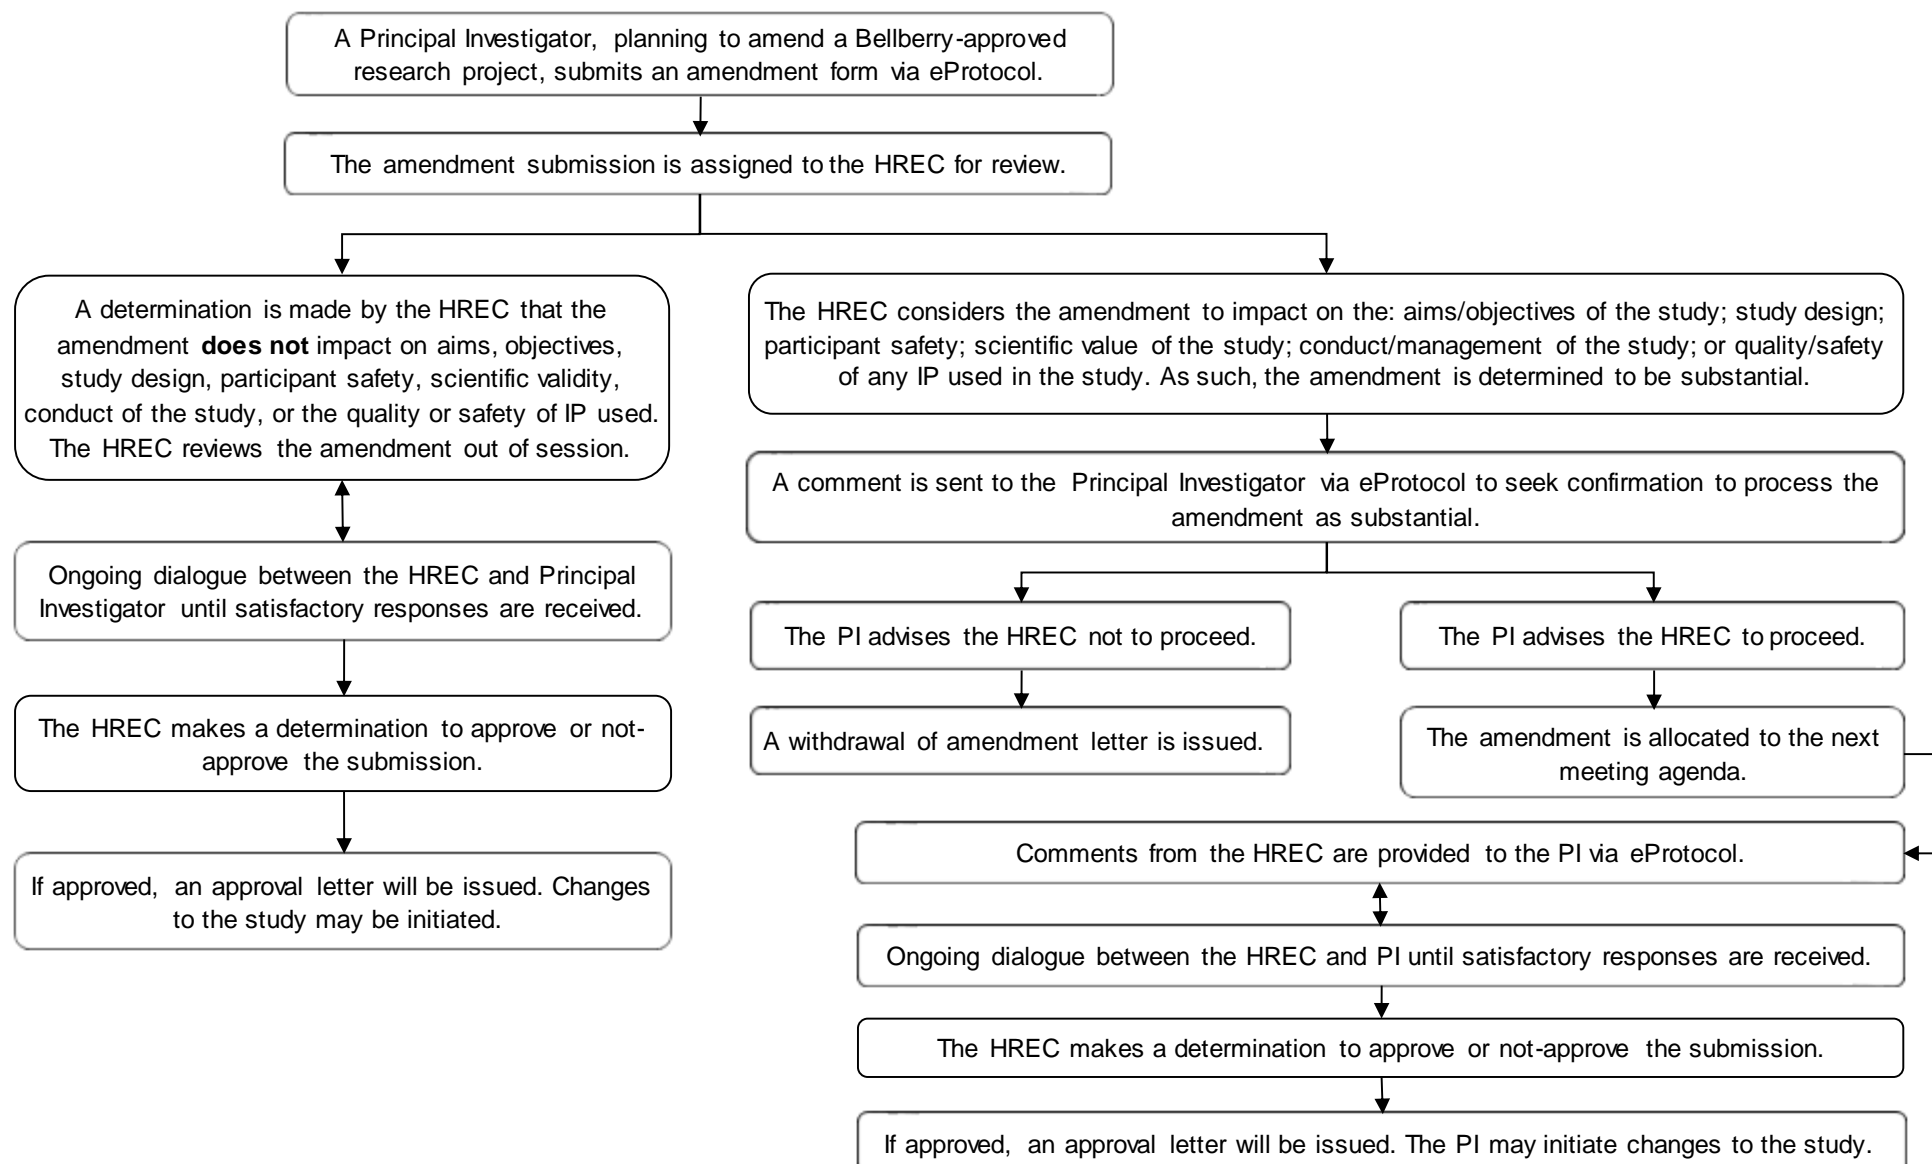 A Principal Investigator, planning to amend a Bellberry-approved
research project, submits an amendment form via eProtocol.
The amendment submission is assigned to the HREC for review.
A determination is made by the HREC that the
amendment does not impact on aims, objectives,
study design, participant safety, scientific validity,
conduct of the study, or the quality or safety of IP used.
The HREC reviews the amendment out of session.
Ongoing dialogue between the HREC and Principal
Investigator until satisfactory responses are received.
The HREC makes a determination to approve or not-
approve the submission.
If approved, an approval letter will be issued. Changes
to the study may be initiated.
The HREC considers the amendment to impact on the: aims/objectives of the study; study design;
participant safety; scientific value of the study; conduct/management of the study; or quality/safety
of any IP used in the study. As such, the amendment is determined to be substantial.
A comment is sent to the Principal Investigator via eProtocol to seek confirmation to process the
amendment as substantial.
The PI advises the HREC not to proceed.
A withdrawal of amendment letter is issued.
The PI advises the HREC to proceed.
The amendment is allocated to the next
meeting agenda.
Comments from the HREC are provided to the PI via eProtocol.
Ongoing dialogue between the HREC and PI until satisfactory responses are received.
The HREC makes a determination to approve or not-approve the submission.
If approved, an approval letter will be issued. The PI may initiate changes to the study.